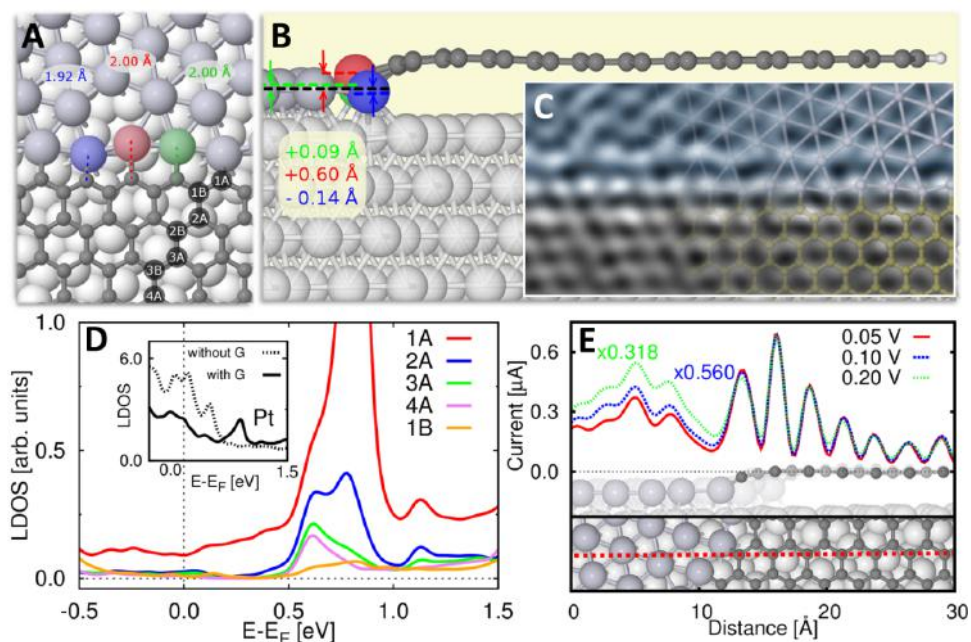 A
1.92 Å
2.00 Å
2.00 Å
1A
1B
2A
2B
3A
3B
4A
B
+0.09 Å
+0.60 Å
- 0.14 Å
C
D
LDOS [arb. units]
1.0
0.5
0.0
-0.5
0.0
0.5
1.0
1.5
E-E_F [eV]
1A
2A
3A
4A
1B
without G
with G
Pt
LDOS
6.0
0.0
0.0
1.5
E-E_F [eV]
E
Current [µA]
0.6
0.3
0.0
x0.318
x0.560
0.05 V
0.10 V
0.20 V
0
10
20
30
Distance [Å]